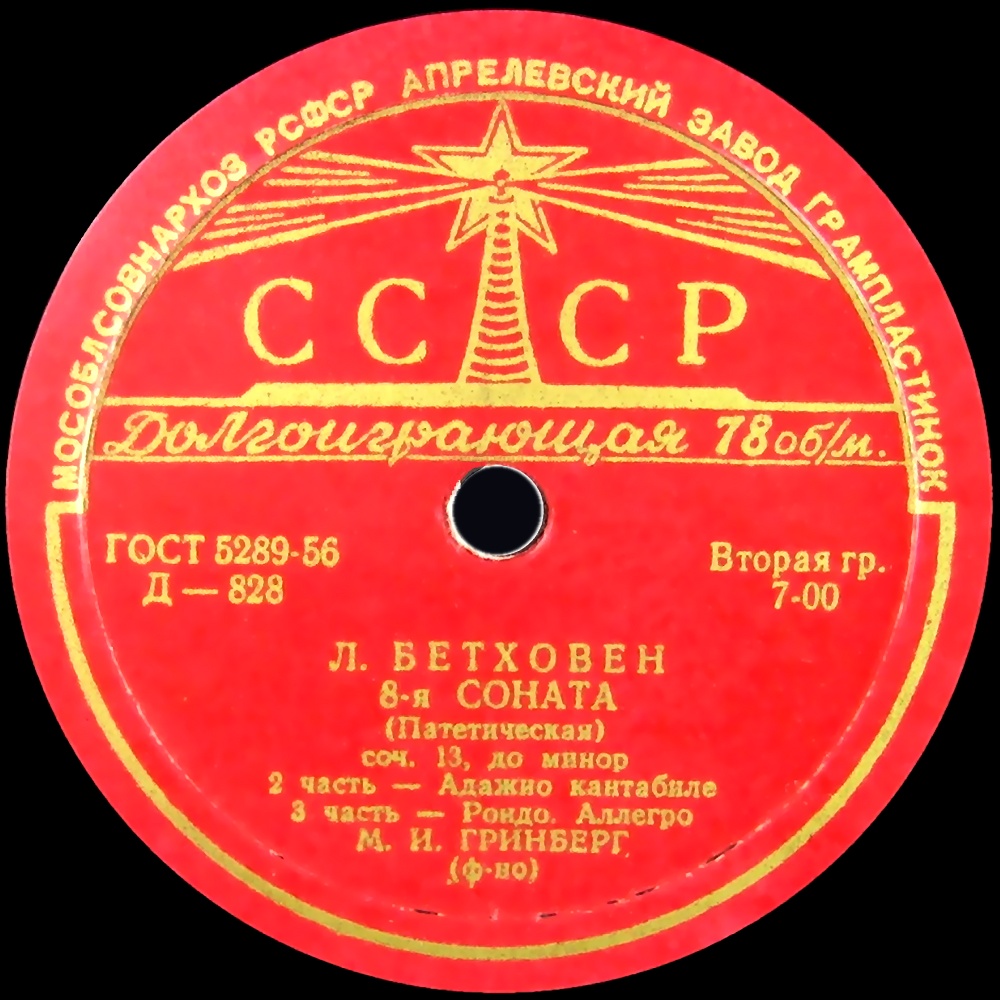 МОСОБЛСОВНАРХОЗ РСФСР АПРЕЛЕВСКИЙ ЗАВОД ГРАМПЛАСТИНОК
СССР
Долгоиграющая 78 об/м.
ГОСТ 5289-56
Д — 828
Вторая гр.
7-00
Л. БЕТХОВЕН
8-я СОНАТА
(Патетическая)
соч. 13, до минор
2 часть — Адажио кантабиле
3 часть — Рондо. Аллегро
М. И. ГРИНБЕРГ
(ф-но)